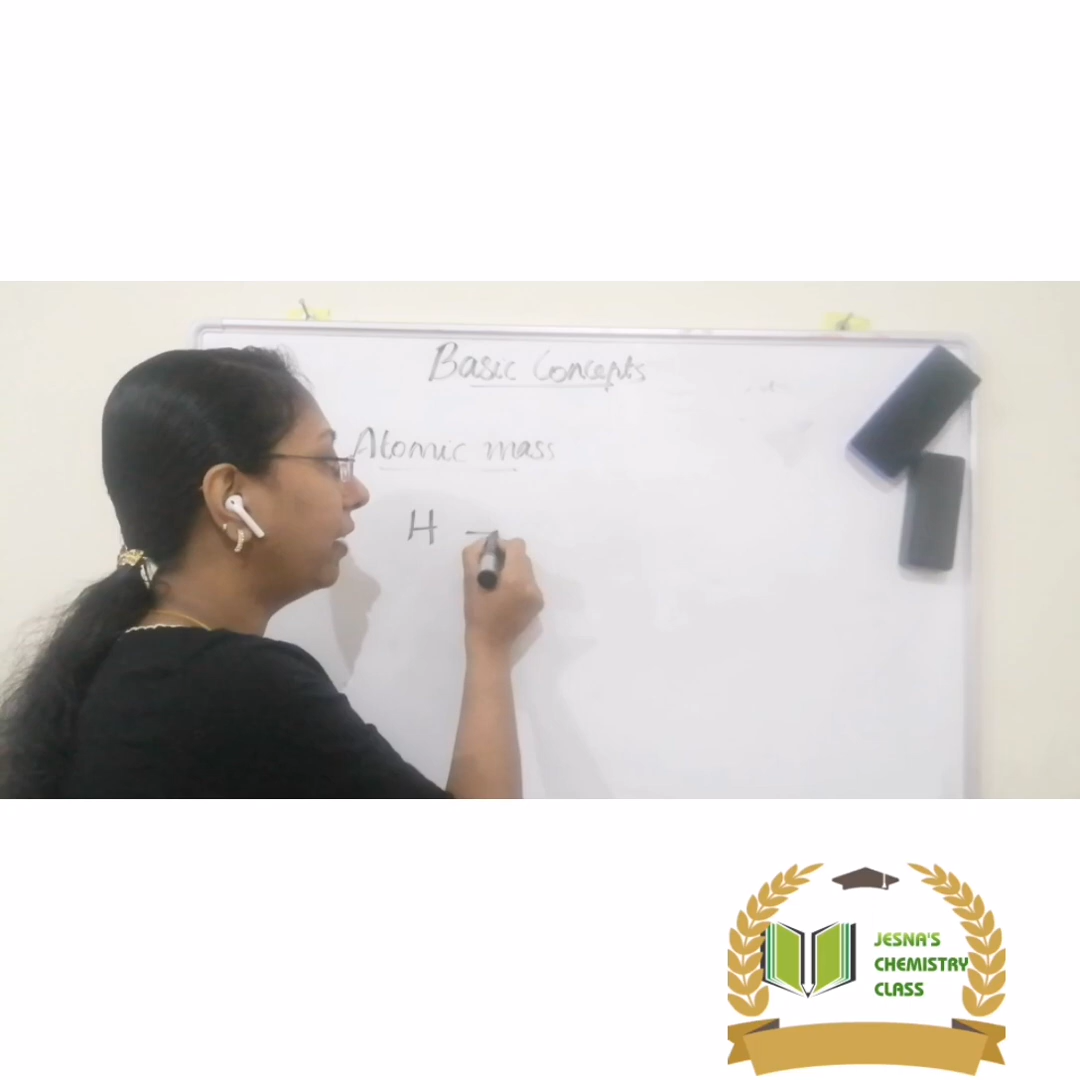 Basic Concepts
Atomic mass
H -
JESNA'S
CHEMISTRY
CLASS